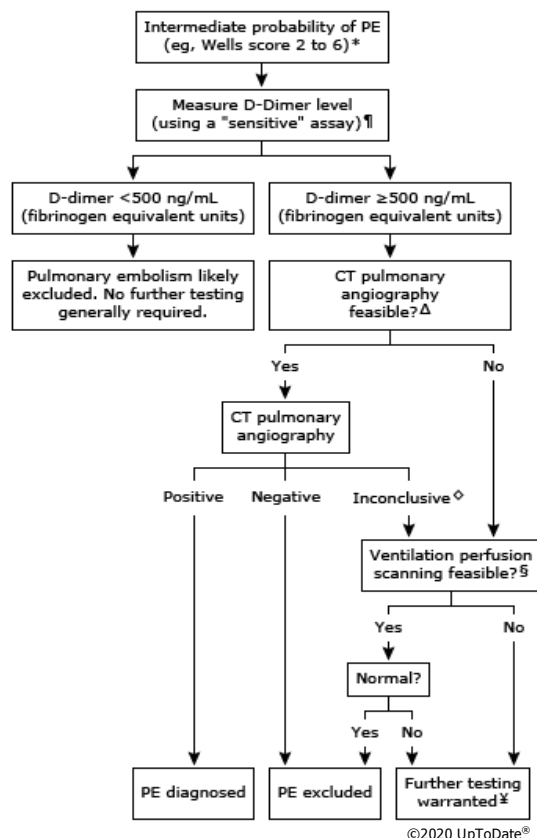 Intermediate probability of PE
(eg, Wells score 2 to 6)*
Measure D-Dimer level
(using a "sensitive" assay)¶
D-dimer <500 ng/mL
(fibrinogen equivalent units)
D-dimer ≥500 ng/mL
(fibrinogen equivalent units)
Pulmonary embolism likely
excluded. No further testing
generally required.
CT pulmonary
angiography
feasible?Δ
Yes
No
CT pulmonary
angiography
Positive
Negative
Inconclusive◇
Ventilation perfusion
scanning feasible?§
Yes
No
Normal?
Yes
No
PE diagnosed
PE excluded
Further testing
warranted¥
©2020 UpToDate®